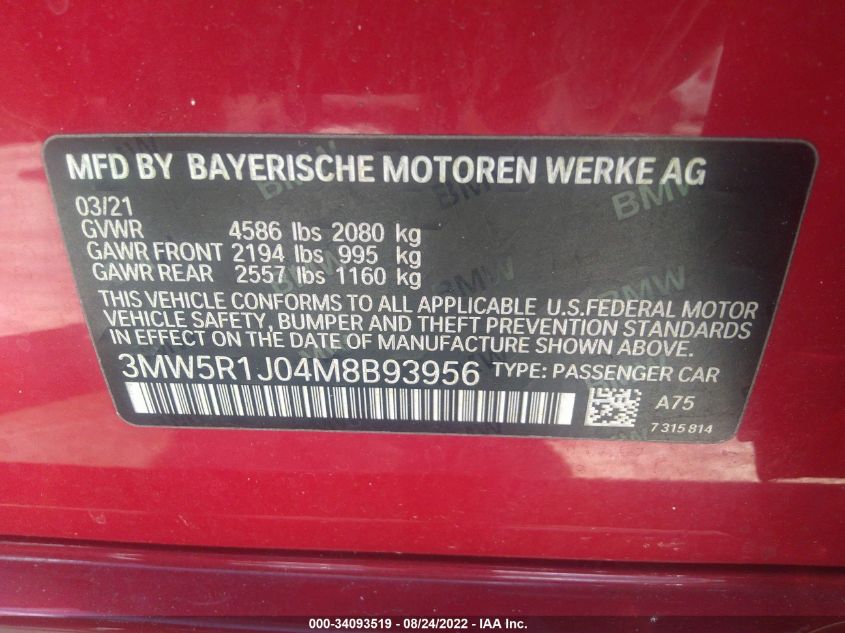 MFD BY BAYERISCHE MOTOREN WERKE AG
03/21
GVWR 4586 lbs 2080 kg
GAWR FRONT 2194 lbs 995 kg
GAWR REAR 2557 lbs 1160 kg
THIS VEHICLE CONFORMS TO ALL APPLICABLE U.S.FEDERAL MOTOR
VEHICLE SAFETY, BUMPER AND THEFT PREVENTION STANDARDS
IN EFFECT ON THE DATE OF MANUFACTURE SHOWN ABOVE.
3MW5R1J04M8B93956 TYPE: PASSENGER CAR
A75
7 315 814
000-34093519 - 08/24/2022 - IAA Inc.